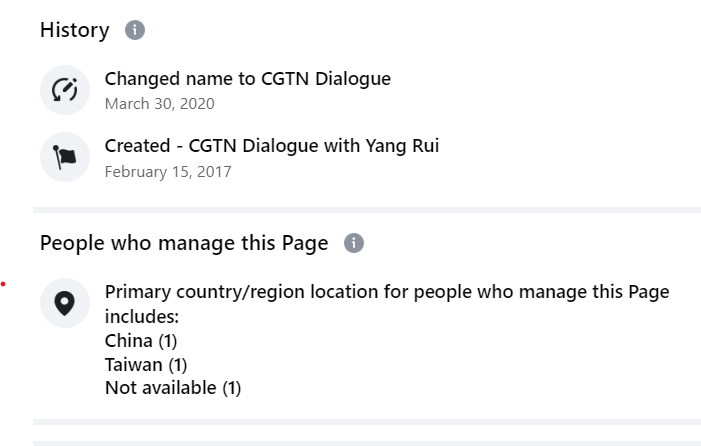 History
Changed name to CGTN Dialogue
March 30, 2020
Created - CGTN Dialogue with Yang Rui
February 15, 2017
People who manage this Page
Primary country/region location for people who manage this Page
includes:
China (1)
Taiwan (1)
Not available (1)